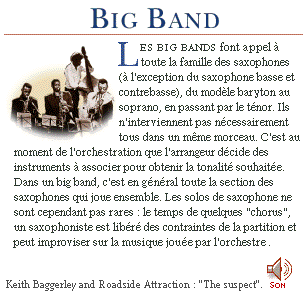 BIG BAND
LES BIG BANDS font appel à
toute la famille des saxophones
(à l'exception du saxophone basse et
contrebasse), du modèle baryton au
soprano, en passant par le ténor. Ils
n'interviennent pas nécessairement
tous dans un même morceau. C'est au
moment de l'orchestration que l'arrangeur décide des
instruments à associer pour obtenir la tonalité souhaitée.
Dans un big band, c'est en général toute la section des
saxophones qui joue ensemble. Les solos de saxophone ne
sont cependant pas rares : le temps de quelques "chorus",
un saxophoniste est libéré des contraintes de la partition et
peut improviser sur la musique jouée par l'orchestre .
Keith Baggerley and Roadside Attraction : "The suspect". SON